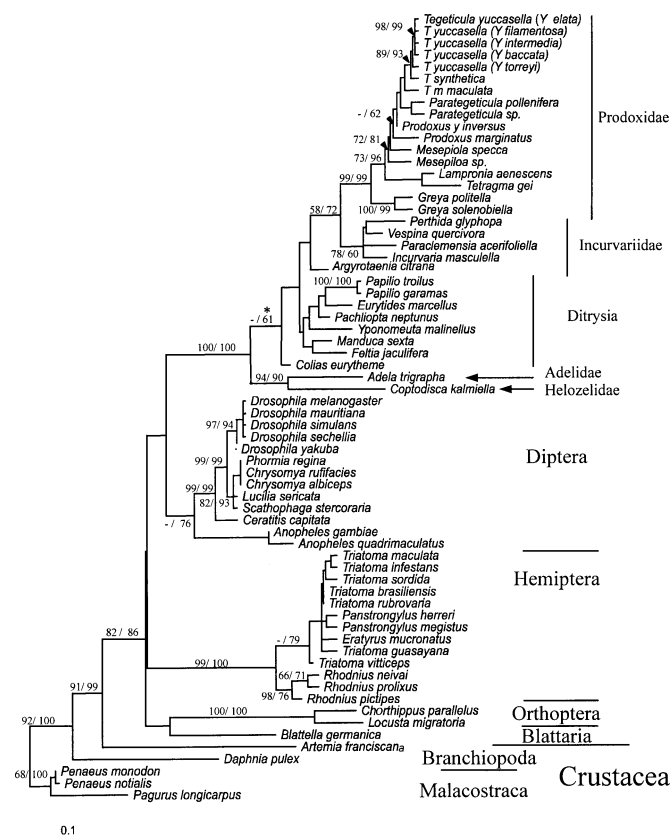 98/ 99
Tegeticula yuccasella (Y elata)
T yuccasella (Y filamentosa)
T yuccasella (Y intermedia)
89/ 93
T yuccasella (Y baccata)
T yuccasella (Y torreyi)
T synthetica
T m maculata
Parategeticula pollenifera
- / 62
Parategeticula sp.
Prodoxidae
Prodoxus y inversus
72/ 81
Prodoxus marginatus
Mesepiola specca
73/ 96
Mesepiloa sp.
Lampronia aenescens
99/ 99
Tetragma gei
Greya politella
100/ 99
Greya solenobiella
58/ 72
Perthida glyphopa
Vespina quercivora
Incurvariidae
Paraclemensia acerifoliella
78/ 60
Incurvaria masculella
Argyrotaenia citrana
100/ 100
Papilio troilus
Papilio garamas
Eurytides marcellus
*
- / 61
Pachliopta neptunus
Ditrysia
Yponomeuta malinellus
Manduca sexta
100/ 100
Feltia jaculifera
Colias eurytheme
94/ 90
Adela trigrapha
Adelidae
Coptodisca kalmiella
Helozelidae
Drosophila melanogaster
Drosophila mauritiana
97/ 94
Drosophila simulans
Drosophila sechellia
Drosophila yakuba
99/ 99
Phormia regina
Diptera
Chrysomya rufifacies
99/ 99
Chrysomya albiceps
Lucilia sericata
82/ 93
Scathophaga stercoraria
- / 76
Ceratitis capitata
Anopheles gambiae
Anopheles quadrimaculatus
Triatoma maculata
Triatoma infestans
Triatoma sordida
Hemiptera
Triatoma brasiliensis
Triatoma rubrovaria
Panstrongylus herreri
Panstrongylus megistus
- / 79
Eratyrus mucronatus
82 / 86
Triatoma guasayana
99/ 100
Triatoma vitticeps
66/ 71
Rhodnius neivai
91/ 99
Rhodnius prolixus
98/ 76
Rhodnius pictipes
100/ 100
Chorthippus parallelus
Orthoptera
92/ 100
Locusta migratoria
Blattella germanica
Blattaria
Artemia franciscana
Daphnia pulex
Branchiopoda
68/ 100
Penaeus monodon
Crustacea
Penaeus notialis
Pagurus longicarpus
Malacostraca
0.1